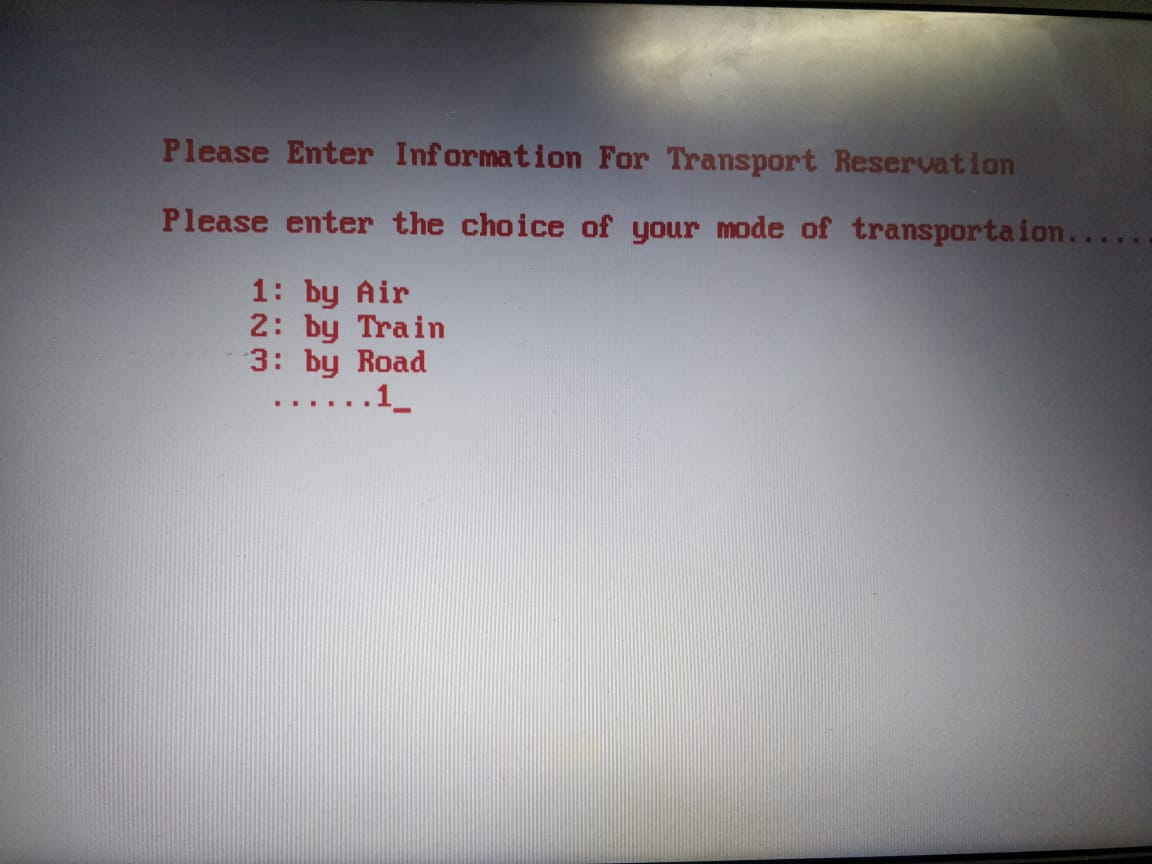 Please Enter Information For Transport Reservation
Please enter the choice of your mode of transportaion......
1: by Air
2: by Train
3: by Road
......1_